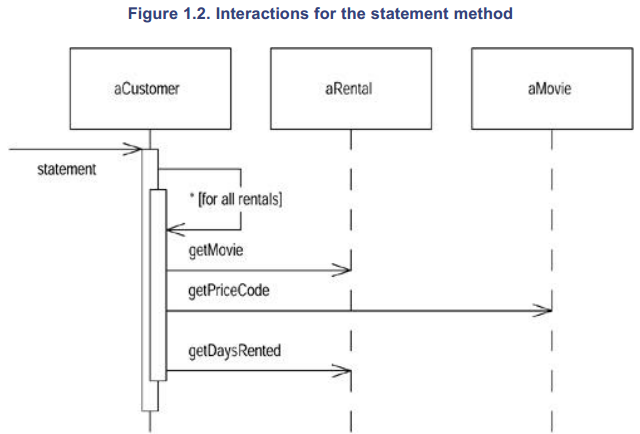 Figure 1.2. Interactions for the statement method
aCustomer
aRental
aMovie
statement
* [for all rentals]
getMovie
getPriceCode
getDaysRented